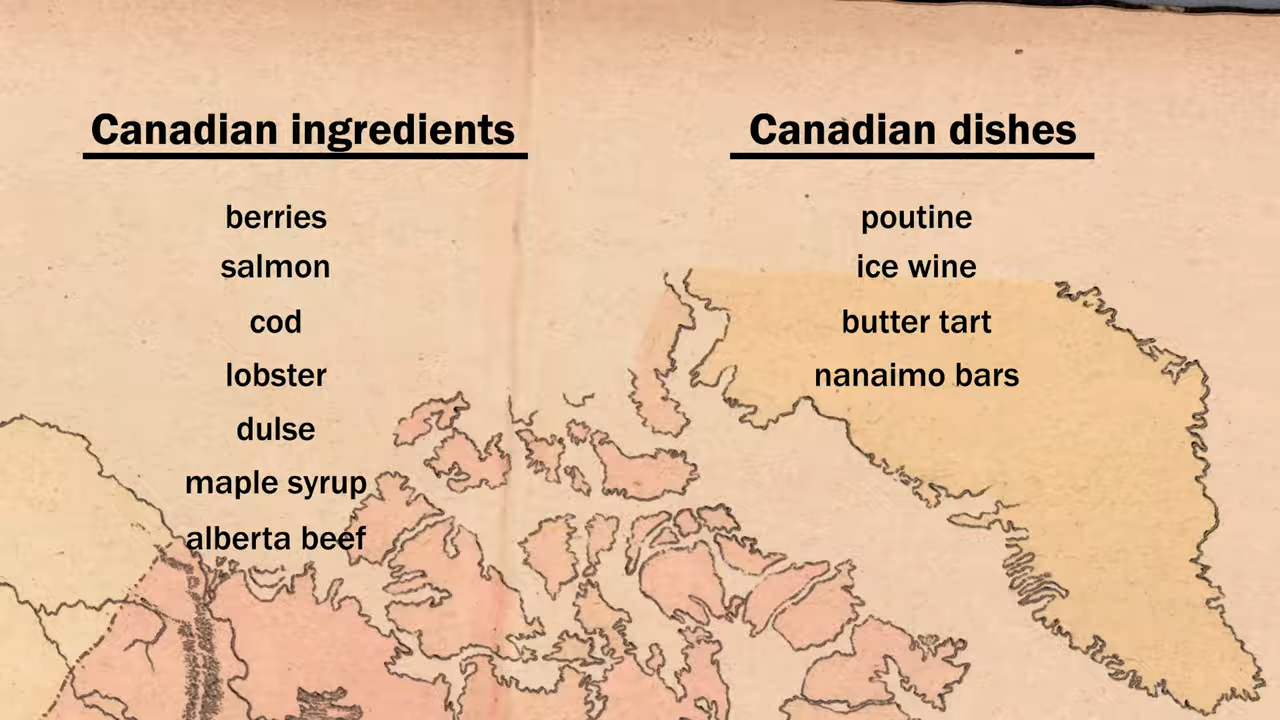 Canadian ingredients
berries
salmon
cod
lobster
dulse
maple syrup
alberta beef
Canadian dishes
poutine
ice wine
butter tart
nanaimo bars